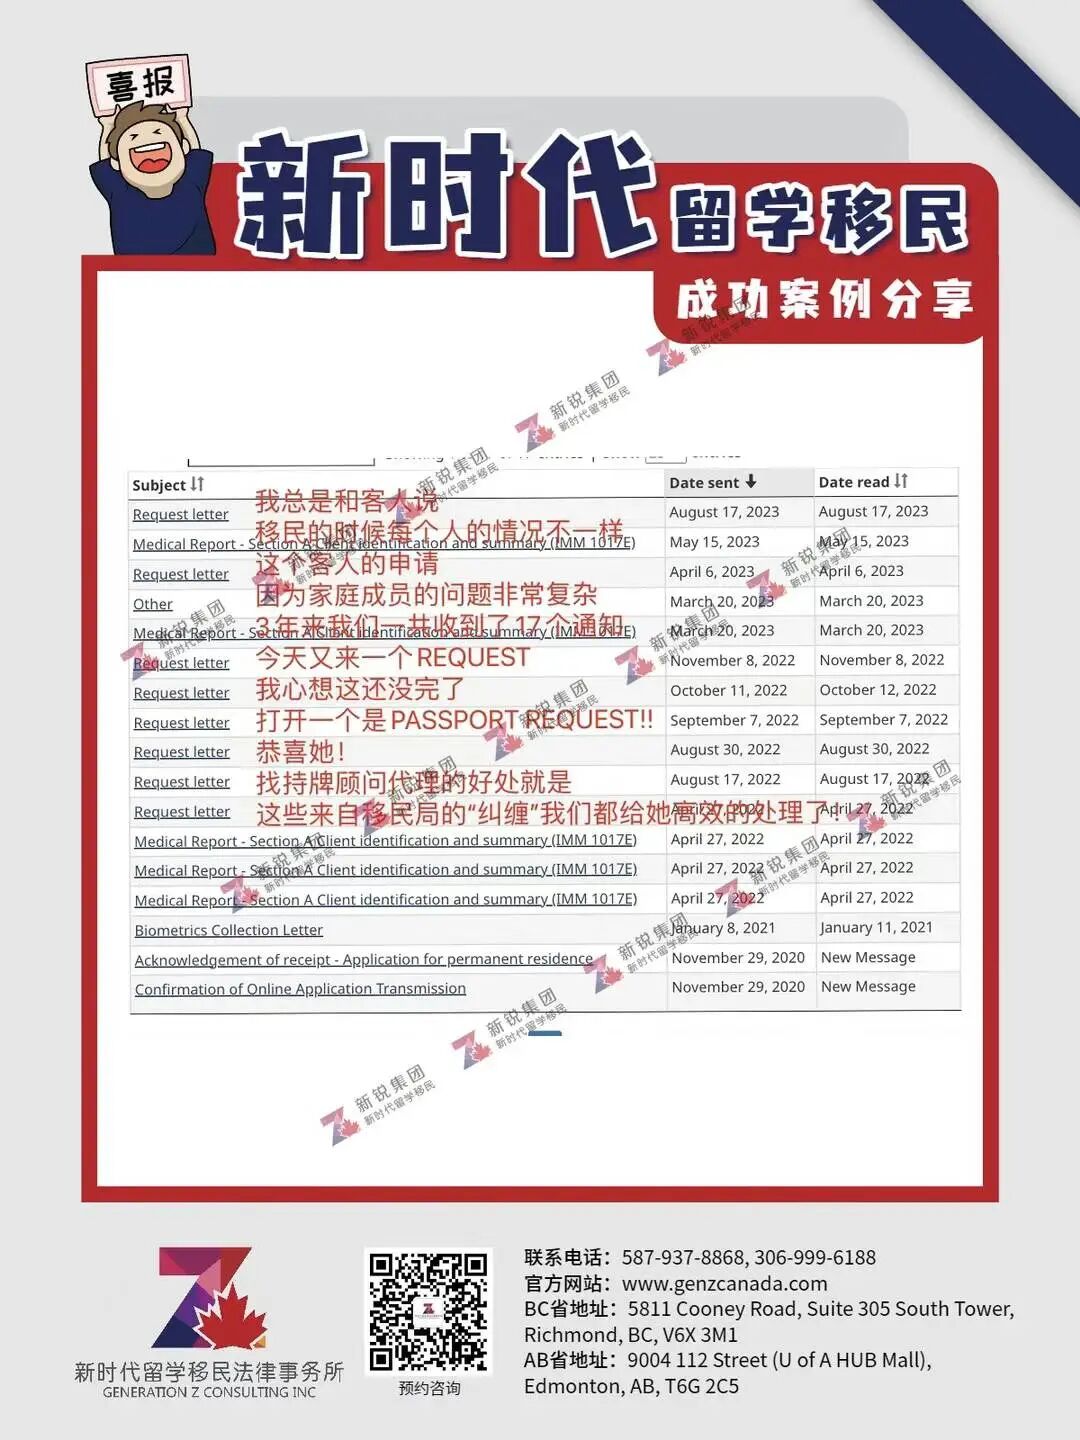 喜报
新时代留学移民
成功案例分享
Subject
Date sent
Date read
我总是和客人说
Request letter
August 17, 2023
August 17, 2023
移民的时候每个人的情况不一样
Medical Report - Section A Client identification and summary (IMM 1017E)
May 15, 2023
May 15, 2023
这个客人的申请
Request letter
April 6, 2023
April 6, 2023
因为家庭成员的问题非常复杂
Other
March 20, 2023
March 20, 2023
3年来我们一共收到了17个通知
Medical Report - Section A Client identification and summary (IMM 1017E)
March 20, 2023
March 20, 2023
今天又来一个REQUEST
Request letter
November 8, 2022
November 8, 2022
我心想这还没完了
Request letter
October 11, 2022
October 12, 2022
打开一个是PASSPORT REQUEST!!
Request letter
September 7, 2022
September 7, 2022
恭喜她！
Request letter
August 30, 2022
August 30, 2022
找持牌顾问代理的好处就是
Request letter
August 17, 2022
August 17, 2022
这些来自移民局的“纠缠”我们都给她高效的处理了！
Request letter
April 27, 2022
April 27, 2022
Medical Report - Section A Client identification and summary (IMM 1017E)
April 27, 2022
April 27, 2022
Medical Report - Section A Client identification and summary (IMM 1017E)
April 27, 2022
April 27, 2022
Medical Report - Section A Client identification and summary (IMM 1017E)
April 27, 2022
April 27, 2022
Biometrics Collection Letter
January 8, 2021
January 11, 2021
Acknowledgement of receipt - Application for permanent residence
November 29, 2020
New Message
Confirmation of Online Application Transmission
November 29, 2020
New Message
新锐集团
新时代留学移民
新时代留学移民法律事务所
GENERATION Z CONSULTING INC
预约咨询
联系电话：587-937-8868, 306-999-6188
官方网站：www.genzcanada.com
BC省地址：5811 Cooney Road, Suite 305 South Tower,
Richmond, BC, V6X 3M1
AB省地址：9004 112 Street (U of A HUB Mall),
Edmonton, AB, T6G 2C5